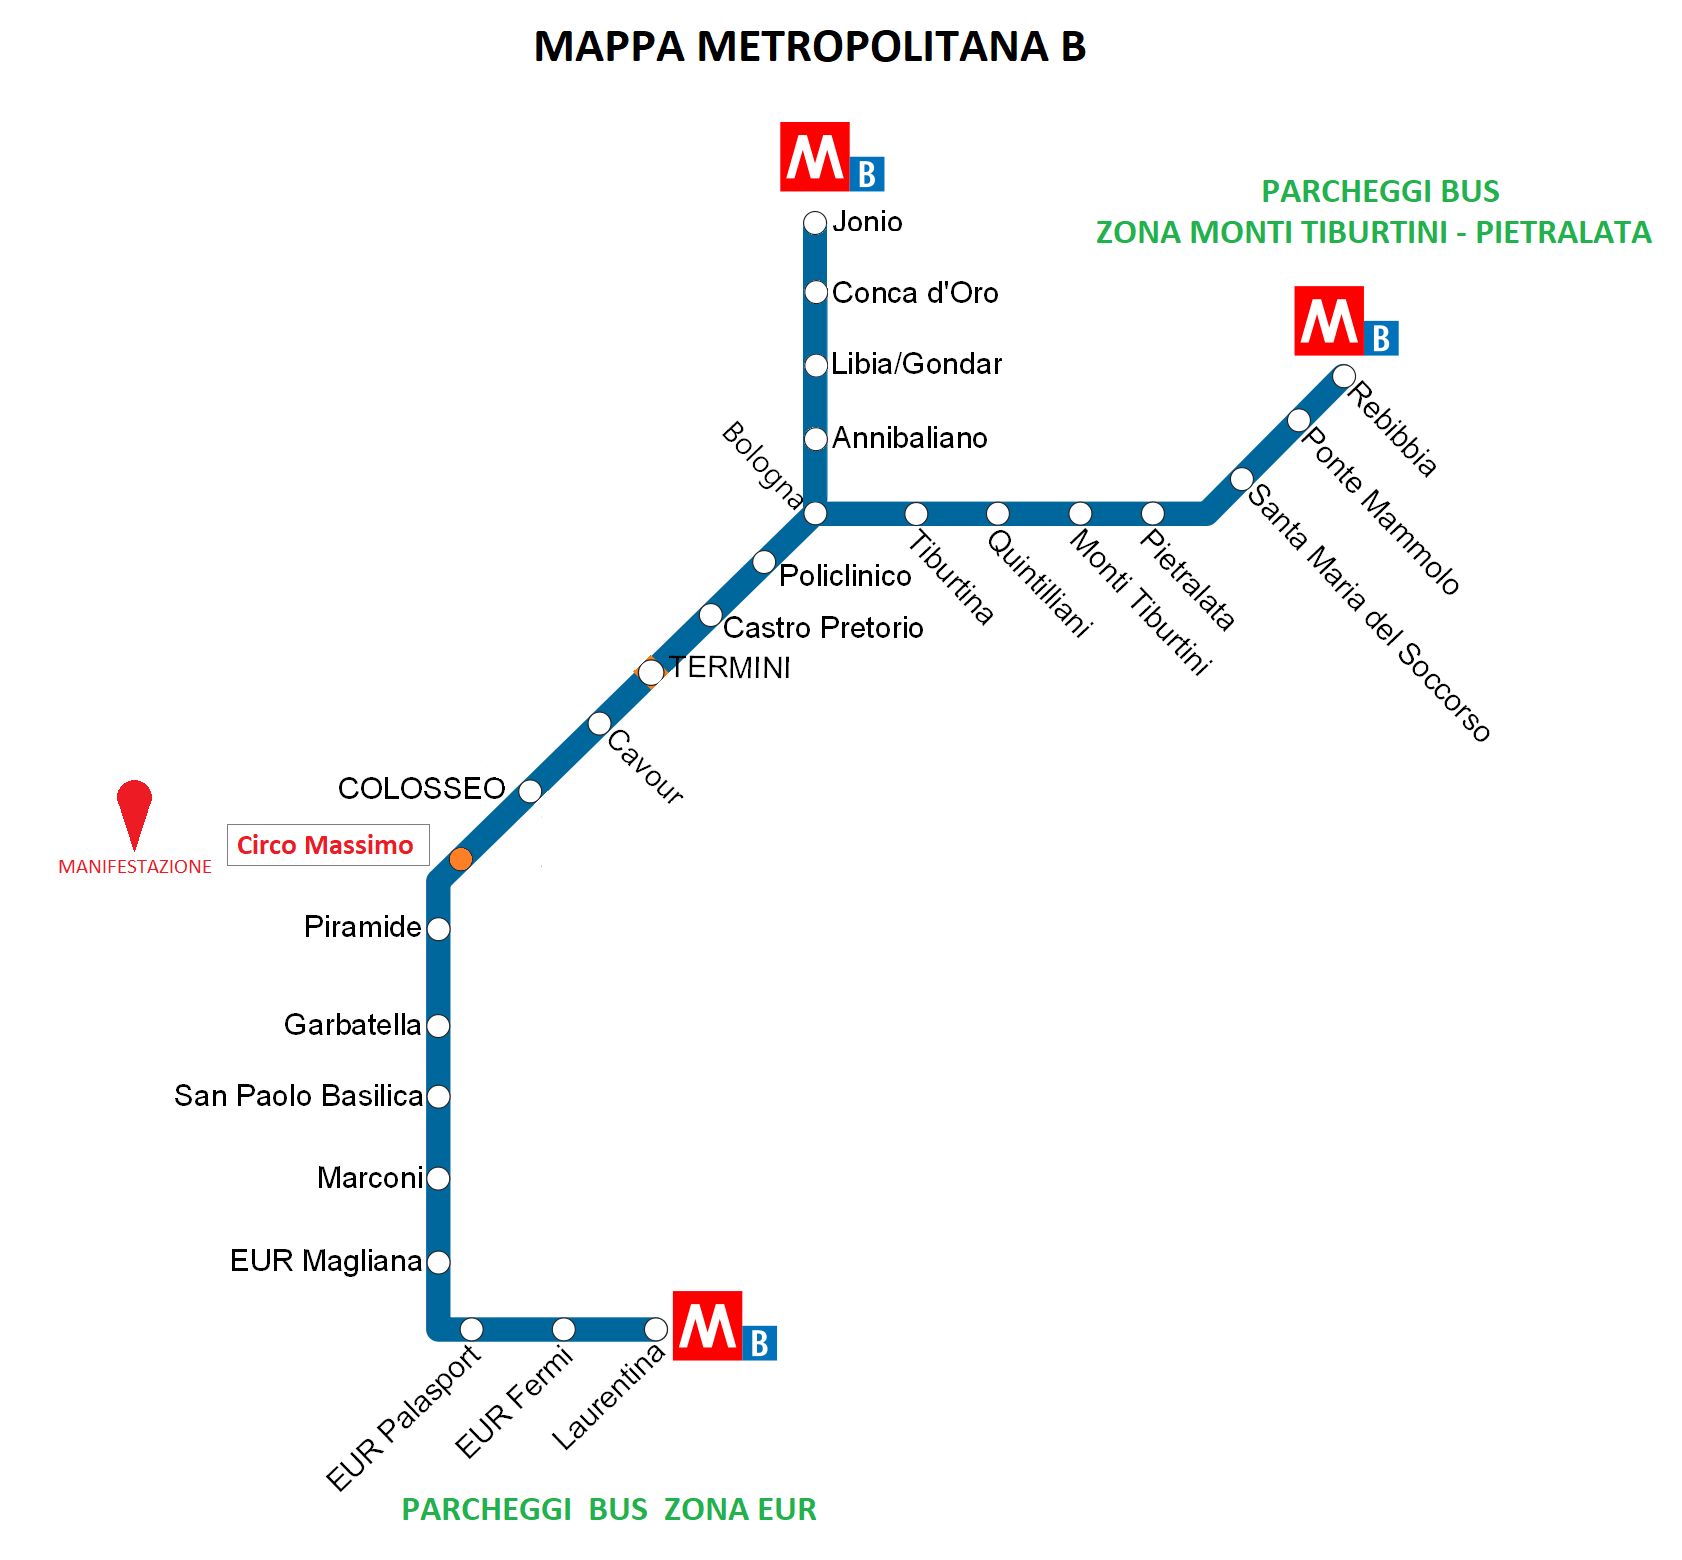 MAPPA METROPOLITANA B
M B
Jonio
PARCHEGGI BUS
ZONA MONTI TIBURTINI - PIETRALATA
Conca d'Oro
M B
Libia/Gondar
Rebibbia
Annibaliano
Ponte Mammolo
Bologna
Santa Maria del Soccorso
Tiburtina
Quintilliani
Monti Tiburtini
Pietralata
Policlinico
Castro Pretorio
TERMINI
Cavour
COLOSSEO
Circo Massimo
MANIFESTAZIONE
Piramide
Garbatella
San Paolo Basilica
Marconi
EUR Magliana
M B
EUR Palasport
EUR Fermi
Laurentina
PARCHEGGI BUS ZONA EUR